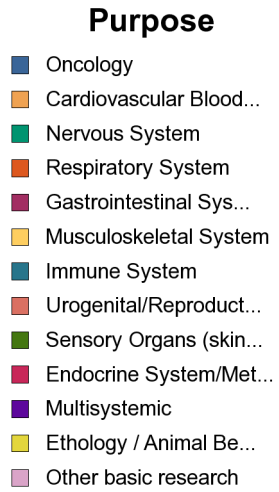 Purpose
Oncology
Cardiovascular Blood...
Nervous System
Respiratory System
Gastrointestinal Sys...
Musculoskeletal System
Immune System
Urogenital/Reproduct...
Sensory Organs (skin...
Endocrine System/Met...
Multisystemic
Ethology / Animal Be...
Other basic research